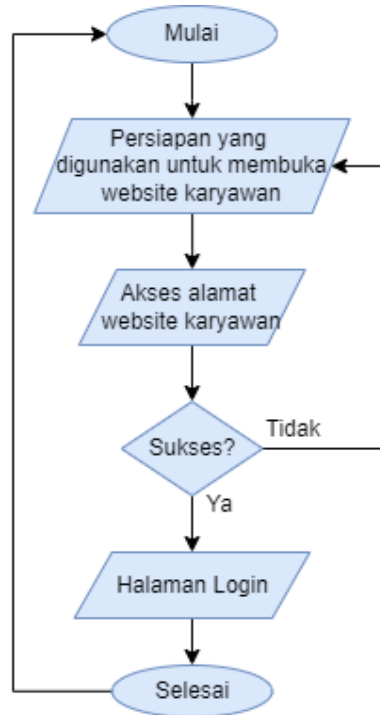 Mulai
Persiapan yang
digunakan untuk membuka
website karyawan
Akses alamat
website karyawan
Sukses?
Tidak
Ya
Halaman Login
Selesai